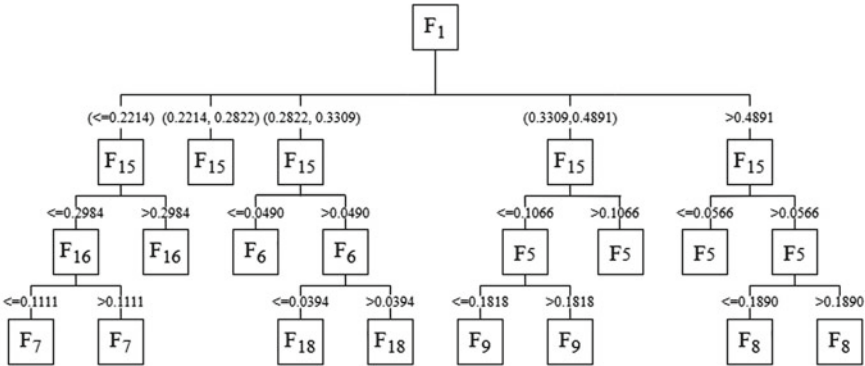 F1
(<=0.2214) (0.2214, 0.2822) (0.2822, 0.3309) (0.3309,0.4891) >0.4891
F15 F15 F15 F15 F15
<=0.2984 >0.2984 <=0.0490 >0.0490 <=0.1066 >0.1066 <=0.0566 >0.0566
F16 F16 F6 F6 F5 F5 F5 F5
<=0.1111 >0.1111 <=0.0394 >0.0394 <=0.1818 >0.1818 <=0.1890 >0.1890
F7 F7 F18 F18 F9 F9 F8 F8